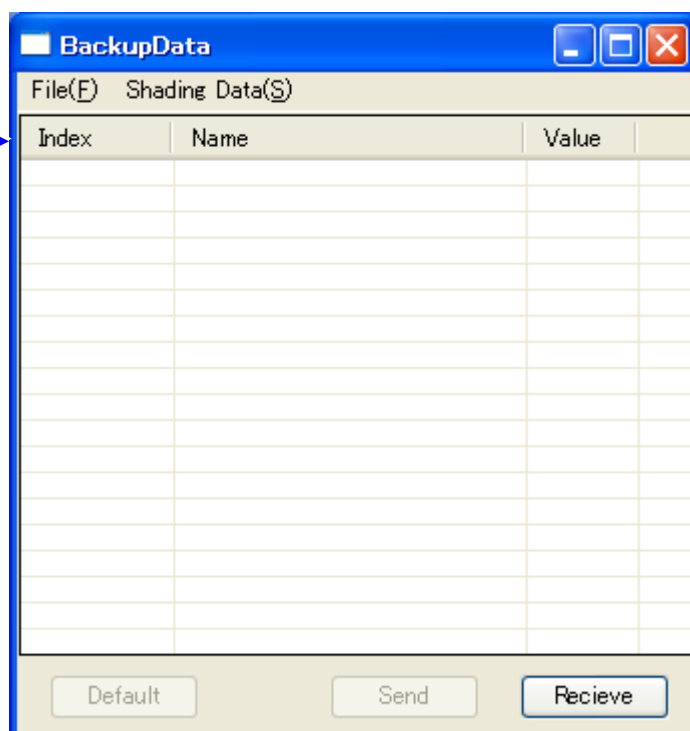 BackupData
File(F) Shading Data(S)
Index Name Value
Default Send Recieve